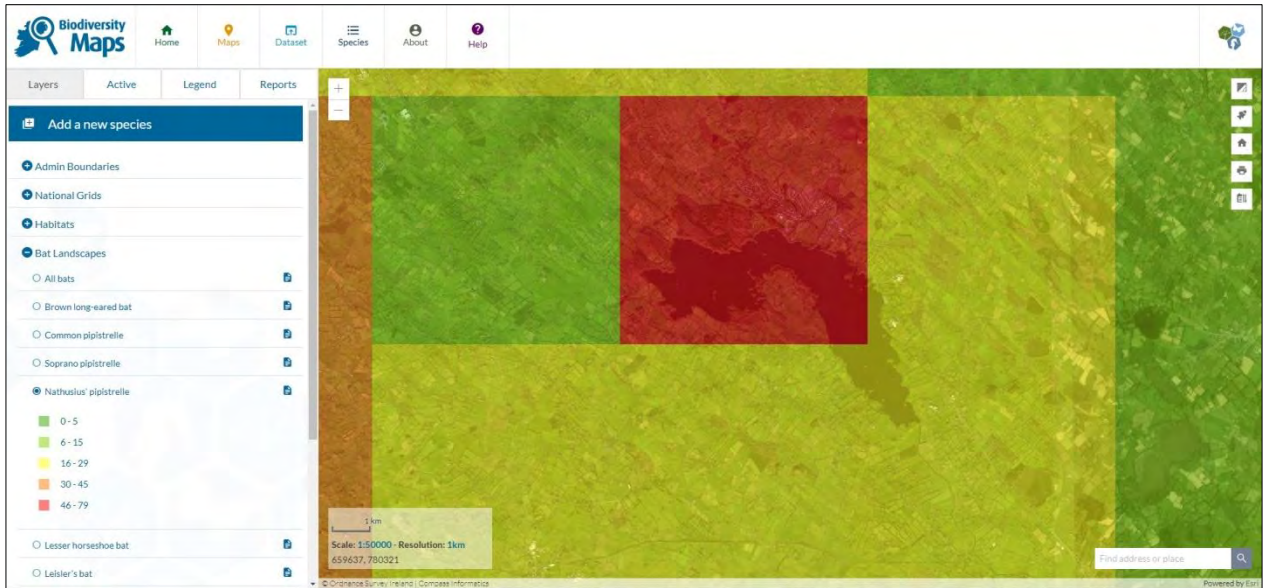 Biodiversity
Maps
Home
Maps
Dataset
Species
About
Help
Layers
Active
Legend
Reports
Add a new species
Admin Boundaries
National Grids
Habitats
Bat Landscapes
All bats
Brown long-eared bat
Common pipistrelle
Soprano pipistrelle
Nathusius' pipistrelle
0 - 5
6 - 15
16 - 29
30 - 45
46 - 79
Lesser horseshoe bat
Leisler's bat
+
−
1 km
Scale: 1:50000 - Resolution: 1km
659637, 780321
© Ordnance Survey Ireland | Compass Informatics
Find address or place
Powered by Esri